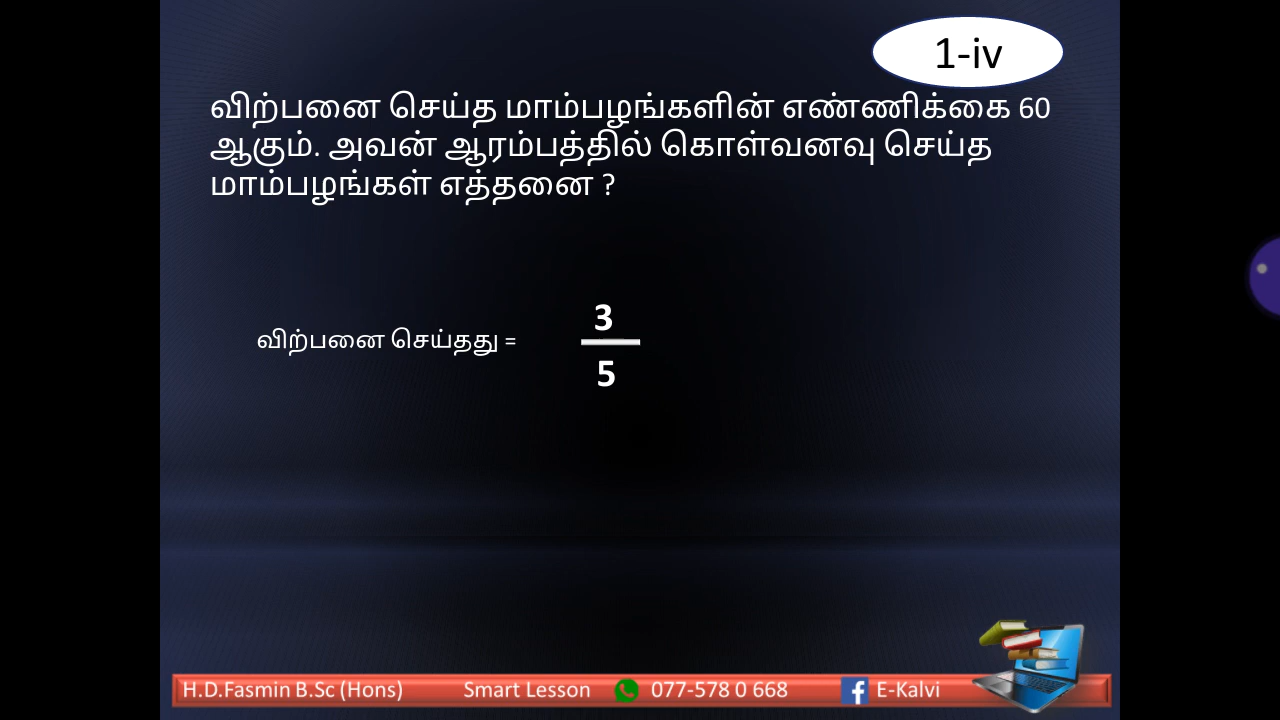 1-iv
விற்பனை செய்த மாம்பழங்களின் எண்ணிக்கை 60
ஆகும். அவன் ஆரம்பத்தில் கொள்வனவு செய்த
மாம்பழங்கள் எத்தனை ?
விற்பனை செய்தது =
3
5
H.D.Fasmin B.Sc (Hons) Smart Lesson 077-578 0 668 E-Kalvi